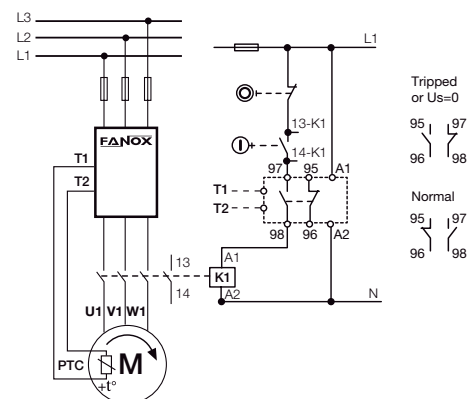 L3
L2
L1
FANOX
T1
T2
13
14
U1 V1 W1
PTC
M
+t°
L1
13-K1
14-K1
97 95 A1
T1
T2
98 96 A2
A1
K1
A2
N
Tripped
or Us=0
95 97
96 98
Normal
95 97
96 98